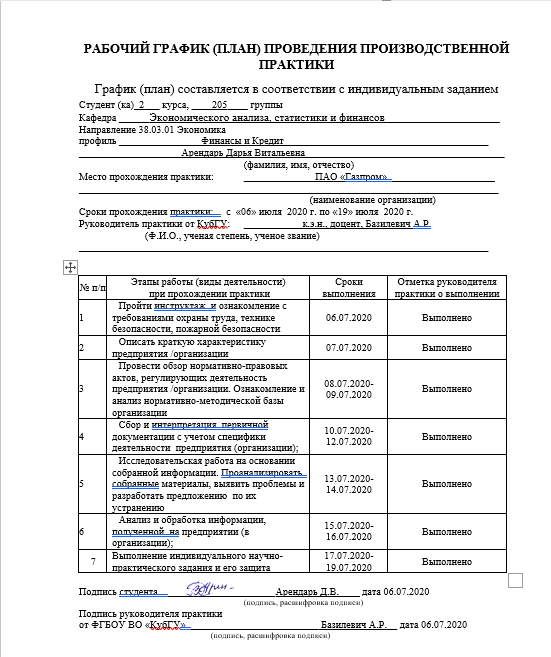 РАБОЧИЙ ГРАФИК (ПЛАН) ПРОВЕДЕНИЯ ПРОИЗВОДСТВЕННОЙ
ПРАКТИКИ
График (план) составляется в соответствии с индивидуальным заданием
Студент (ка)_2 курса, 205 группы
Кафедра Экономического анализа, статистики и финансов
Направление 38.03.01 Экономика
профиль Финансы и Кредит
Арендарь Дарья Витальевна
(фамилия, имя, отчество)
Место прохождения практики: ПАО «Газпром»
(наименование организации)
Сроки прохождения практики с «06» июля 2020 г. по «19» июля 2020 г.
Руководитель практики от КубГУ: к.э.н., доцент, Базилевич А.Р.
(Ф.И.О., ученая степень, ученое звание)
№ п/п
Этапы работы (виды деятельности)
при прохождении практики
Сроки
выполнения
Отметка руководителя
практики о выполнении
1
Пройти инструктаж и ознакомление с
требованиями охраны труда, технике
безопасности, пожарной безопасности
06.07.2020
Выполнено
2
Описать краткую характеристику
предприятия /организации
07.07.2020
Выполнено
3
Провести обзор нормативно-правовых
актов, регулирующих деятельность
предприятия /организации. Ознакомление и
анализ нормативно-методической базы
организации
08.07.2020-
09.07.2020
Выполнено
4
Сбор и интерпретация первичной
документации с учетом специфики
деятельности предприятия (организации);
10.07.2020-
12.07.2020
Выполнено
5
Исследовательская работа на основании
собранной информации. Проанализировать
собранные материалы, выявить проблемы и
разработать предложению по их
устранению
13.07.2020-
14.07.2020
Выполнено
6
Анализ и обработка информации,
полученной на предприятии (в
организации);
15.07.2020-
16.07.2020
Выполнено
7
Выполнение индивидуального научно-
практического задания и его защита
17.07.2020-
19.07.2020
Выполнено
Подпись студента Арендарь Д.В. дата 06.07.2020
(подпись, расшифровка подписи)
Подпись руководителя практики
от ФГБОУ ВО «КубГУ» Базилевич А.Р. дата 06.07.2020
(подпись, расшифровка подписи)